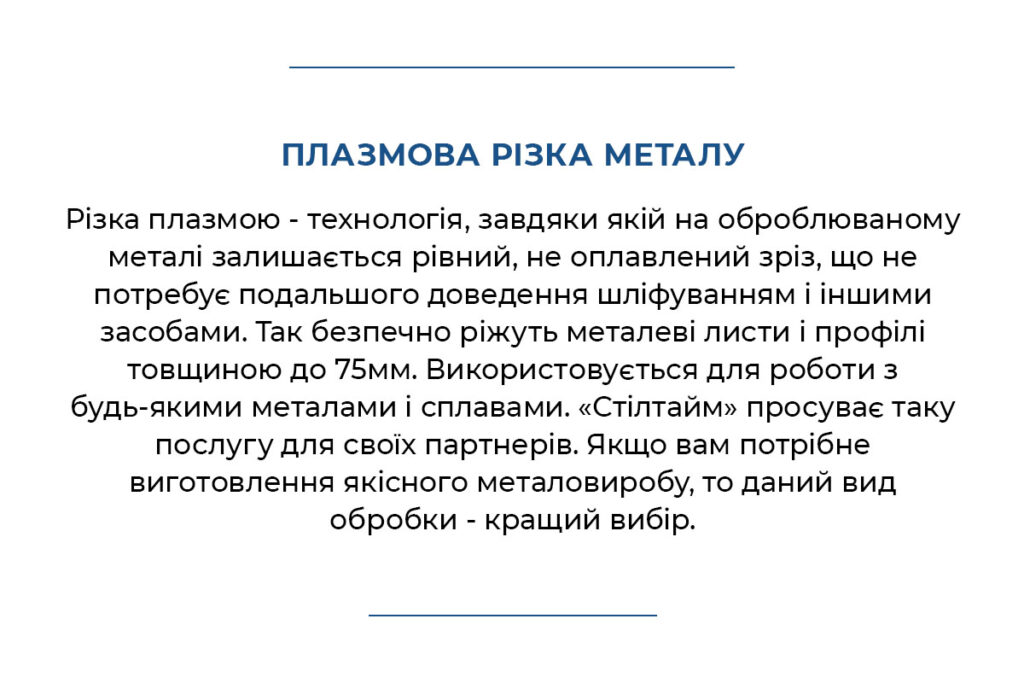 ПЛАЗМОВА РІЗКА МЕТАЛУ
Різка плазмою - технологія, завдяки якій на оброблюваному
металі залишається рівний, не оплавлений зріз, що не
потребує подальшого доведення шліфуванням і іншими
засобами. Так безпечно ріжуть металеві листи і профілі
товщиною до 75мм. Використовується для роботи з
будь-якими металами і сплавами. «Стілтайм» просуває таку
послугу для своїх партнерів. Якщо вам потрібне
виготовлення якісного металовиробу, то даний вид
обробки - кращий вибір.